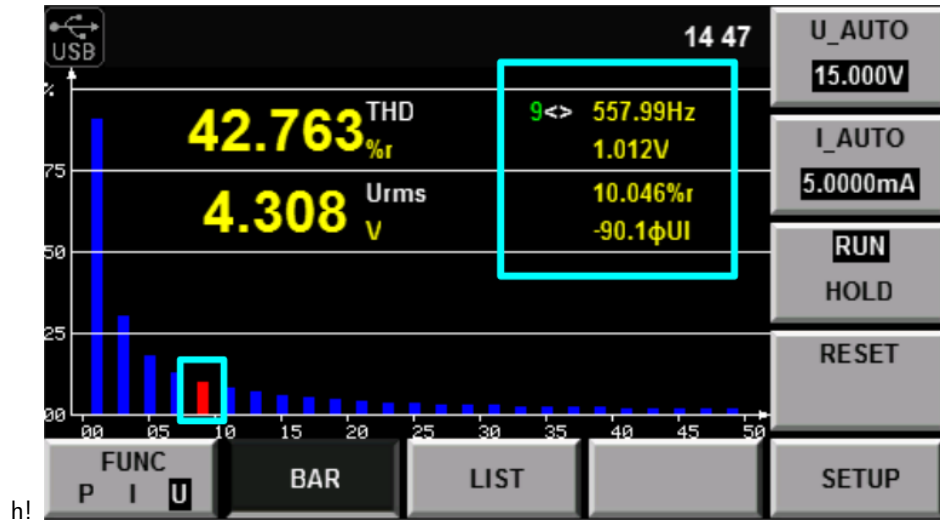 USB
14 47
%
42.763 THD %r
4.308 Urms V
9<> 557.99Hz
1.012V
10.046%r
-90.1ϕUI
75
50
25
00
00 05 10 15 20 25 30 35 40 45 50
U_AUTO
15.000V
I_AUTO
5.0000mA
RUN
HOLD
RESET
FUNC
P I U
BAR
LIST
SETUP
h!